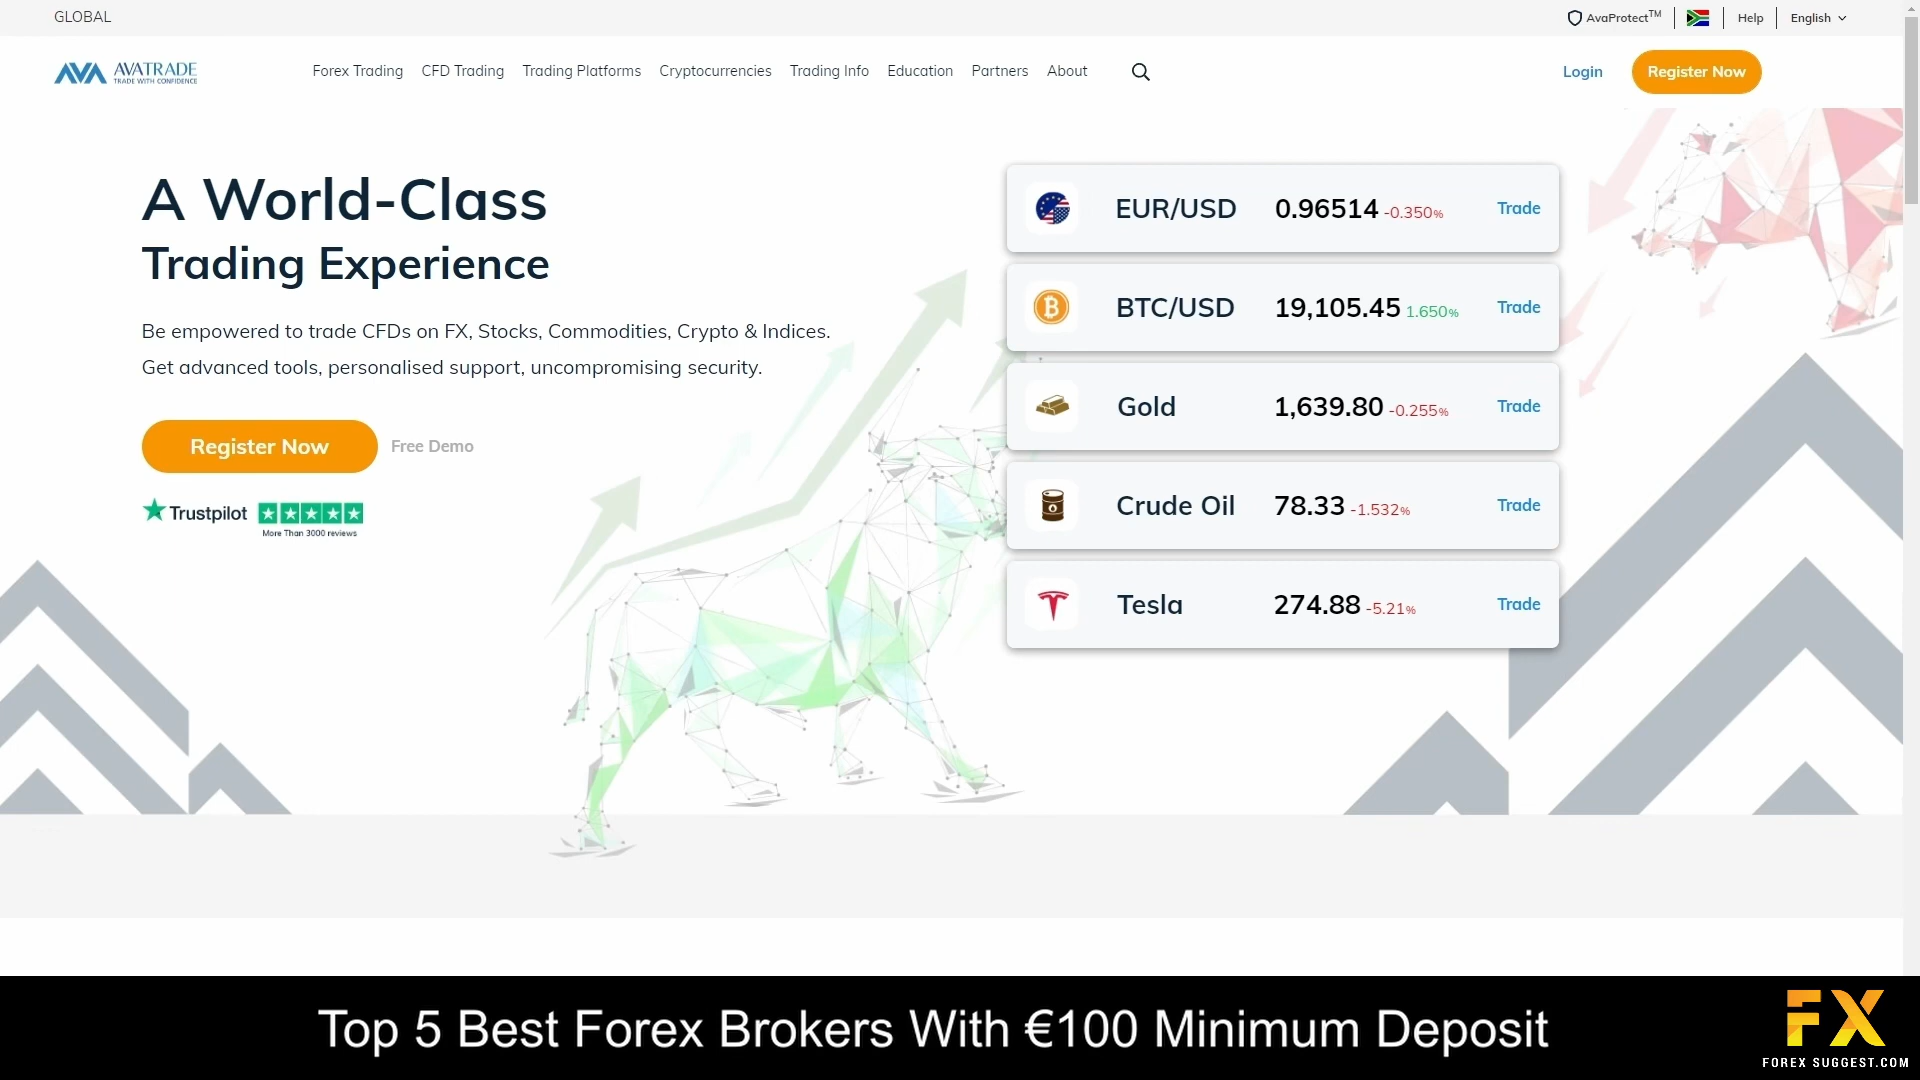 GLOBAL
AvaProtect™
Help
English
AVATRADE
TRADE WITH CONFIDENCE
Forex Trading
CFD Trading
Trading Platforms
Cryptocurrencies
Trading Info
Education
Partners
About
Login
Register Now
A World-Class
Trading Experience
Be empowered to trade CFDs on FX, Stocks, Commodities, Crypto & Indices.
Get advanced tools, personalised support, uncompromising security.
Register Now
Free Demo
Trustpilot
More Than 3000 reviews
EUR/USD 0.96514 -0.350% Trade
BTC/USD 19,105.45 1.650% Trade
Gold 1,639.80 -0.255% Trade
Crude Oil 78.33 -1.532% Trade
Tesla 274.88 -5.21% Trade
Top 5 Best Forex Brokers With €100 Minimum Deposit
FX
FOREX SUGGEST.COM